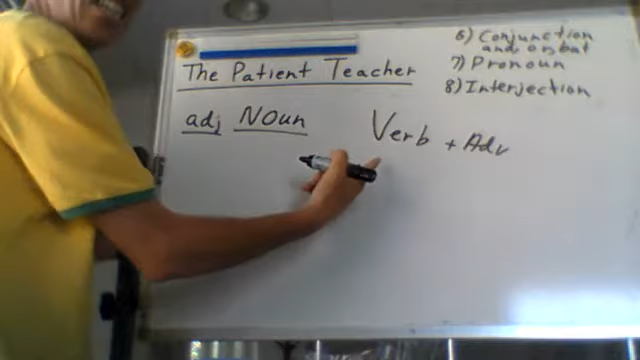 The Patient Teacher
adj Noun
Verb + Adv
6) Conjunction
and or but
7) Pronoun
8) Interjection